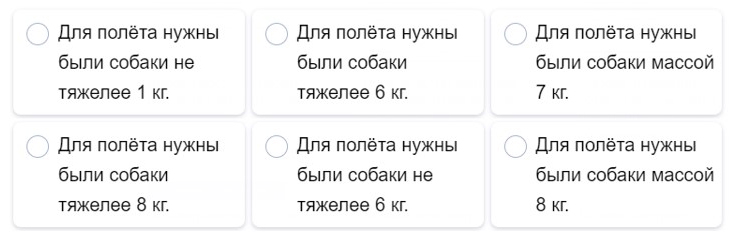 Для полёта нужны
были собаки не
тяжелее 1 кг.
Для полёта нужны
были собаки
тяжелее 6 кг.
Для полёта нужны
были собаки массой
7 кг.
Для полёта нужны
были собаки
тяжелее 8 кг.
Для полёта нужны
были собаки не
тяжелее 6 кг.
Для полёта нужны
были собаки массой
8 кг.